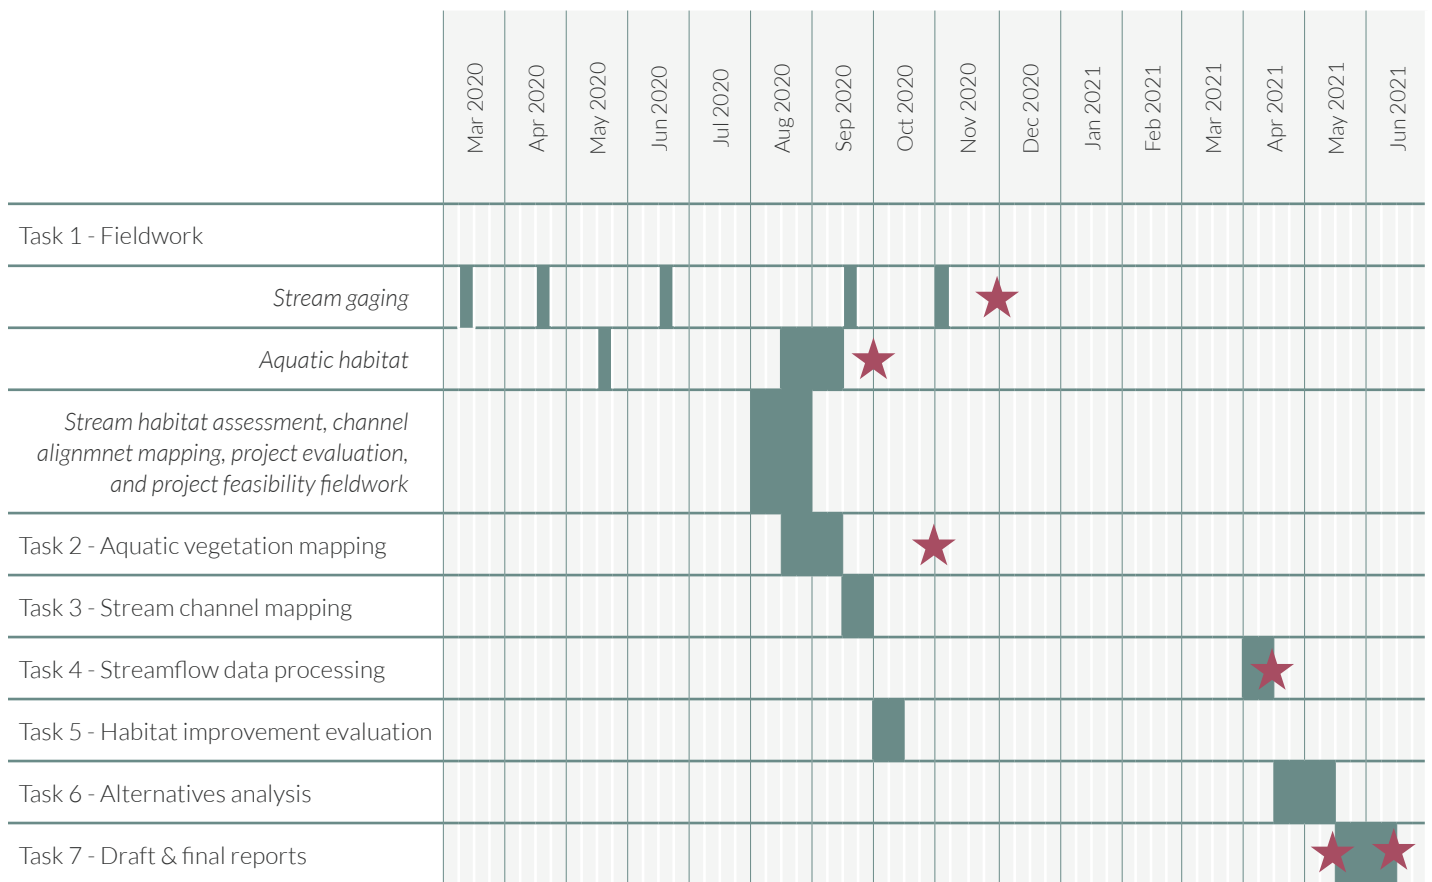 Mar 2020
Apr 2020
May 2020
Jun 2020
Jul 2020
Aug 2020
Sep 2020
Oct 2020
Nov 2020
Dec 2020
Jan 2021
Feb 2021
Mar 2021
Apr 2021
May 2021
Jun 2021
Task 1 - Fieldwork
Stream gaging
Aquatic habitat
Stream habitat assessment, channel
alignmnet mapping, project evaluation,
and project feasibility fieldwork
Task 2 - Aquatic vegetation mapping
Task 3 - Stream channel mapping
Task 4 - Streamflow data processing
Task 5 - Habitat improvement evaluation
Task 6 - Alternatives analysis
Task 7 - Draft & final reports